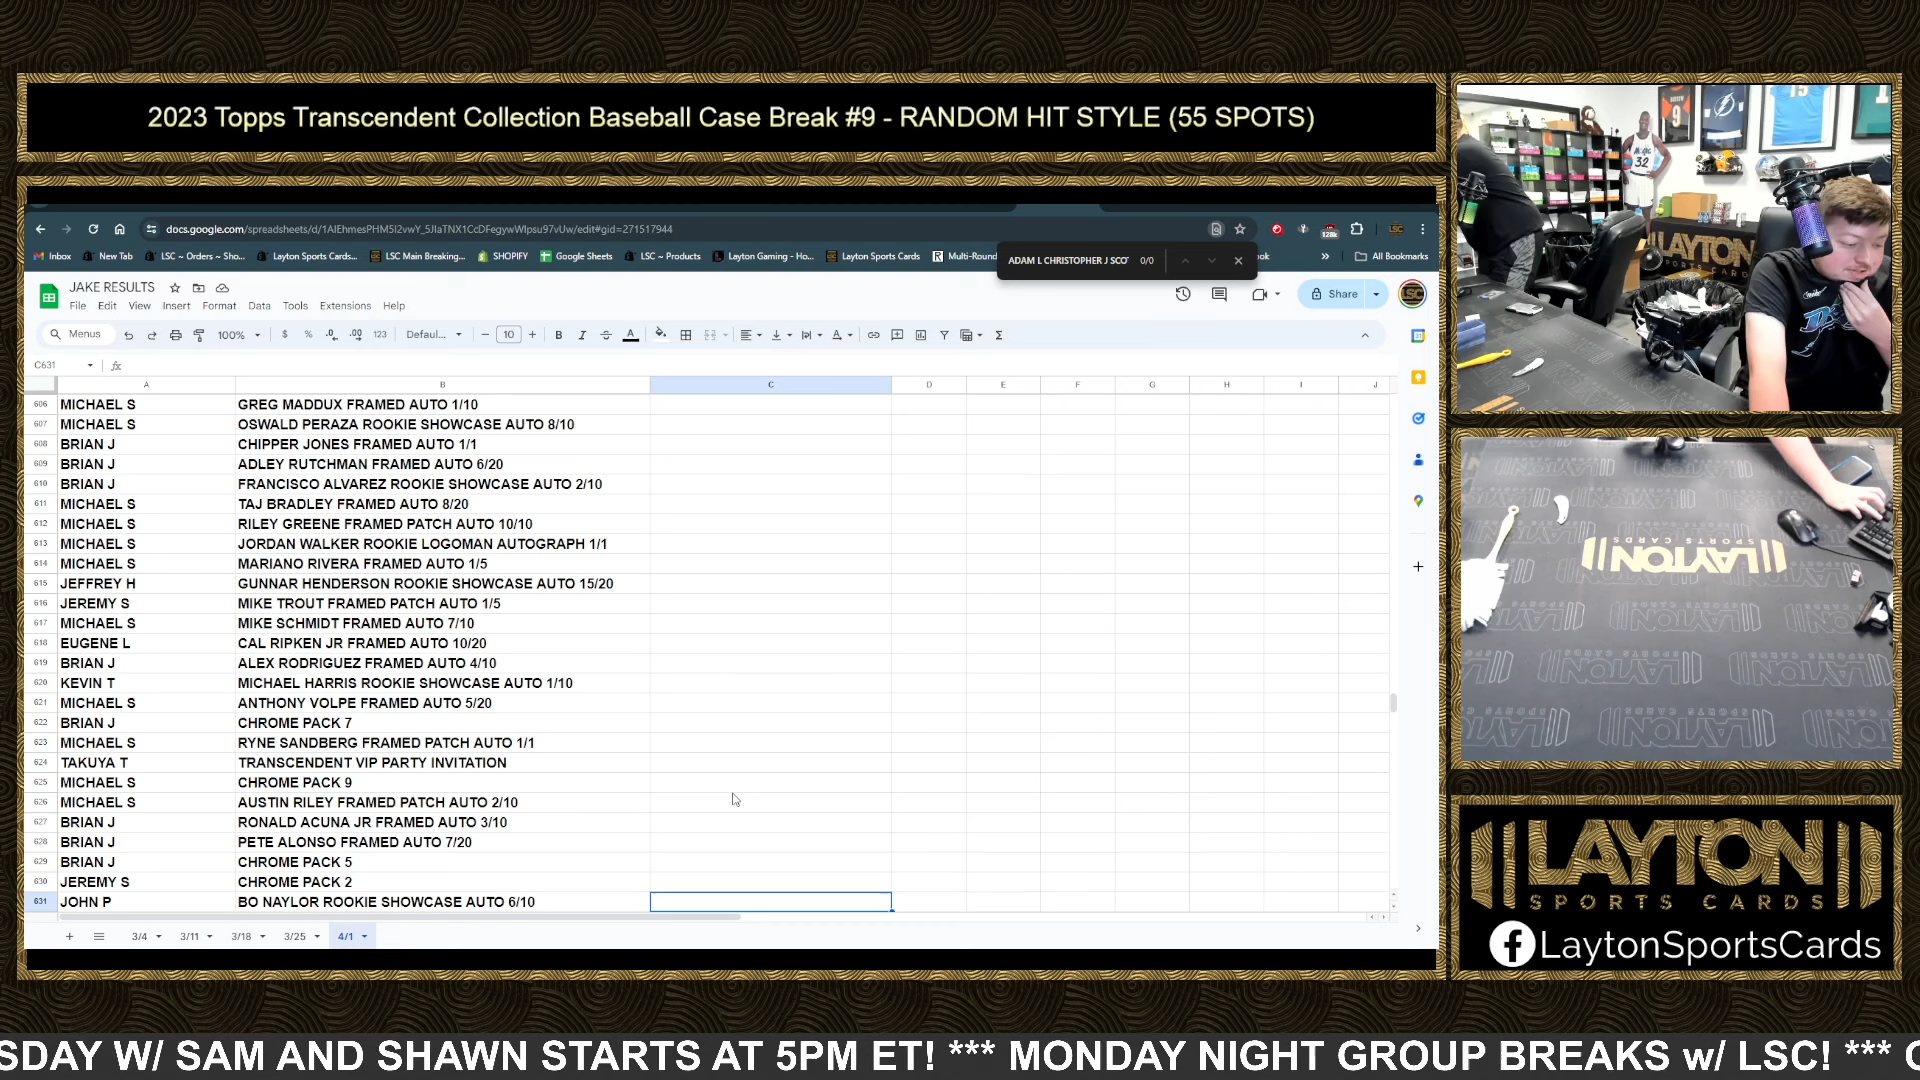 2023 Topps Transcendent Collection Baseball Case Break #9 - RANDOM HIT STYLE (55 SPOTS)
docs.google.com/spreadsheets/d/1AIEhmesPHM5I2vwY_5JIaTNX1CcDFegywWIpsu97vUw/edit#gid=271517944
Inbox New Tab LSC ~ Orders ~ Sho... Layton Sports Cards... LSC Main Breaking... SHOPIFY Google Sheets LSC ~ Products Layton Gaming - Ho... Layton Sports Cards Multi-Roun ook » All Bookmarks
ADAM L CHRISTOPHER J SCOT 0/0
128k
JAKE RESULTS
File Edit View Insert Format Data Tools Extensions Help
Share
LSC
Menus 100% $ % .0 .00 123 Defaul... − 10 + B I S A Σ
C631 fx
A B C D E F G H I J
606 MICHAEL S GREG MADDUX FRAMED AUTO 1/10
607 MICHAEL S OSWALD PERAZA ROOKIE SHOWCASE AUTO 8/10
608 BRIAN J CHIPPER JONES FRAMED AUTO 1/1
609 BRIAN J ADLEY RUTCHMAN FRAMED AUTO 6/20
610 BRIAN J FRANCISCO ALVAREZ ROOKIE SHOWCASE AUTO 2/10
611 MICHAEL S TAJ BRADLEY FRAMED AUTO 8/20
612 MICHAEL S RILEY GREENE FRAMED PATCH AUTO 10/10
613 MICHAEL S JORDAN WALKER ROOKIE LOGOMAN AUTOGRAPH 1/1
614 MICHAEL S MARIANO RIVERA FRAMED AUTO 1/5
615 JEFFREY H GUNNAR HENDERSON ROOKIE SHOWCASE AUTO 15/20
616 JEREMY S MIKE TROUT FRAMED PATCH AUTO 1/5
617 MICHAEL S MIKE SCHMIDT FRAMED AUTO 7/10
618 EUGENE L CAL RIPKEN JR FRAMED AUTO 10/20
619 BRIAN J ALEX RODRIGUEZ FRAMED AUTO 4/10
620 KEVIN T MICHAEL HARRIS ROOKIE SHOWCASE AUTO 1/10
621 MICHAEL S ANTHONY VOLPE FRAMED AUTO 5/20
622 BRIAN J CHROME PACK 7
623 MICHAEL S RYNE SANDBERG FRAMED PATCH AUTO 1/1
624 TAKUYA T TRANSCENDENT VIP PARTY INVITATION
625 MICHAEL S CHROME PACK 9
626 MICHAEL S AUSTIN RILEY FRAMED PATCH AUTO 2/10
627 BRIAN J RONALD ACUNA JR FRAMED AUTO 3/10
628 BRIAN J PETE ALONSO FRAMED AUTO 7/20
629 BRIAN J CHROME PACK 5
630 JEREMY S CHROME PACK 2
631 JOHN P BO NAYLOR ROOKIE SHOWCASE AUTO 6/10
3/4 3/11 3/18 3/25 4/1
9
15
Magic
32
LAYTON
LAYTON
SPORTS CARDS
LAYTON
SPORTS CARDS
LaytonSportsCards
SDAY W/ SAM AND SHAWN STARTS AT 5PM ET! *** MONDAY NIGHT GROUP BREAKS w/ LSC! ***